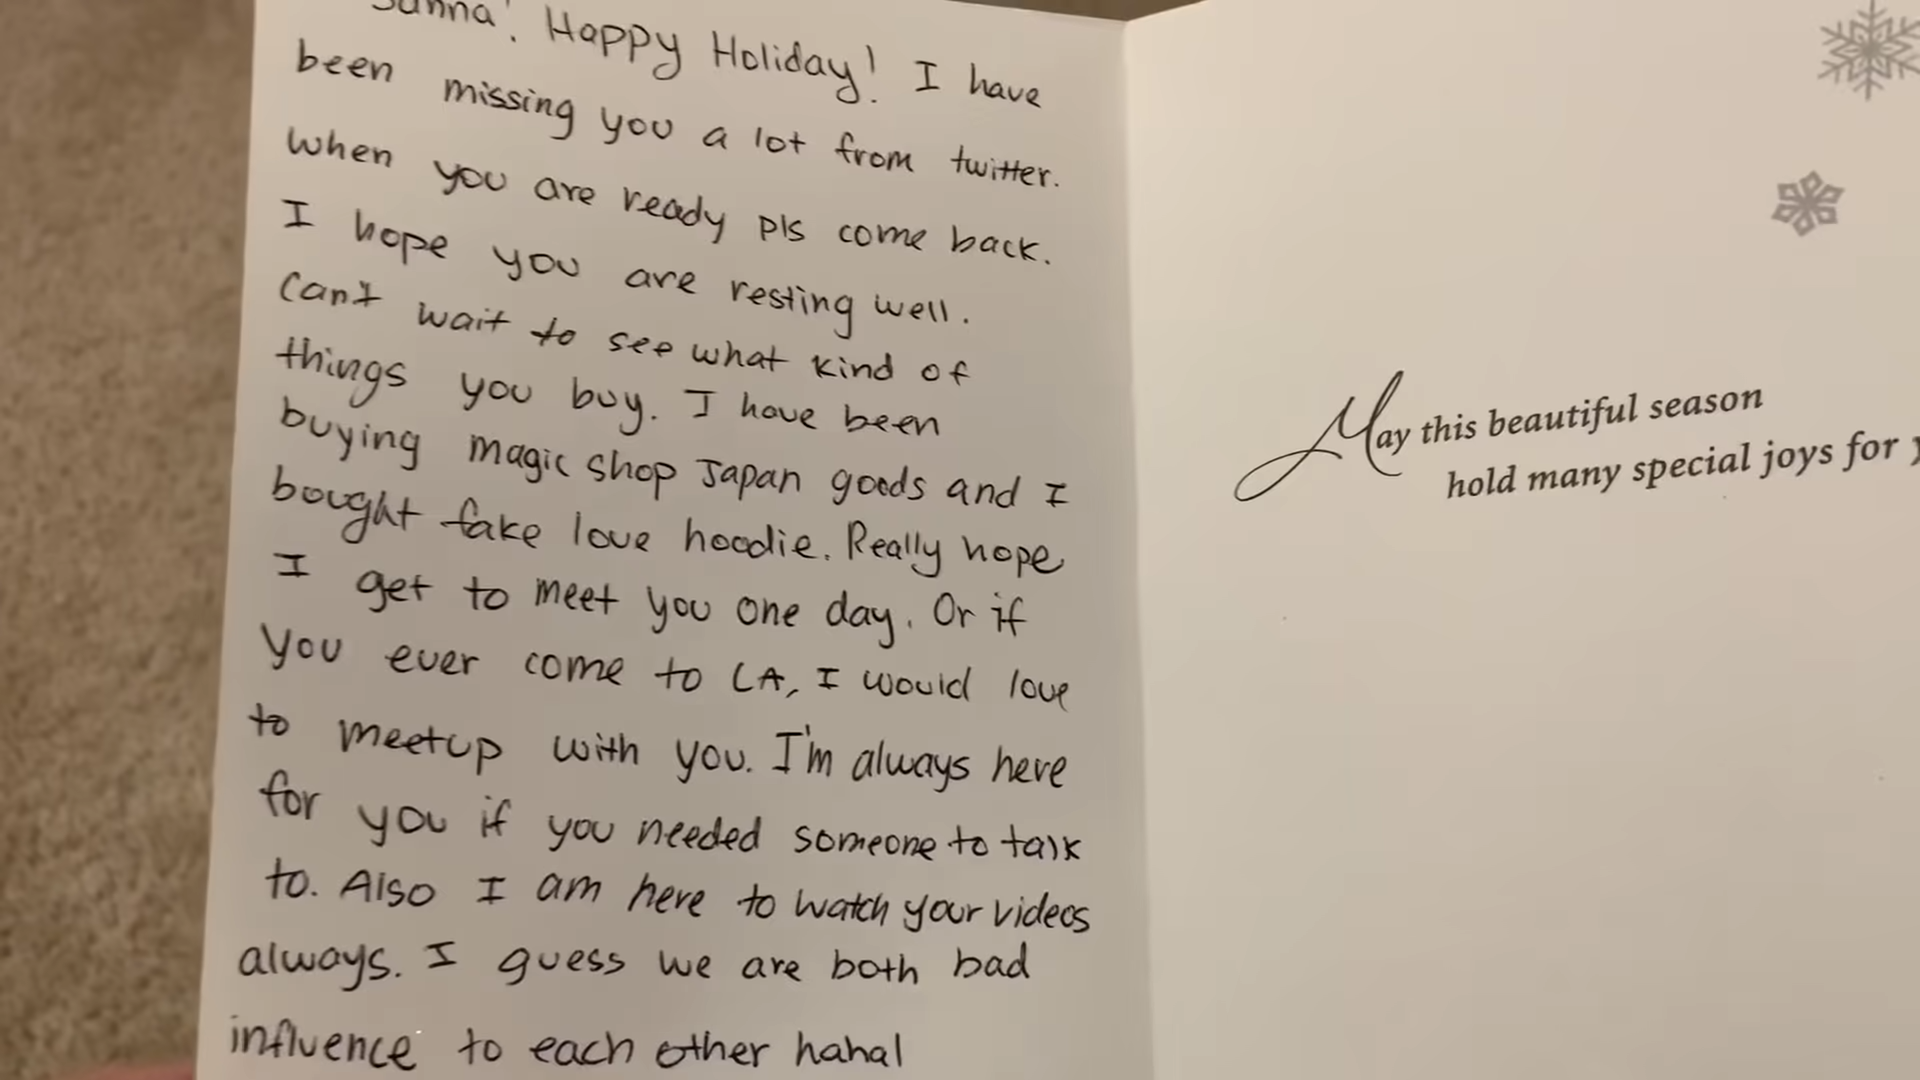 Happy Holiday! I have
been missing you a lot from twitter.
When you are ready pls come back.
I hope you are resting well.
Can't wait to see what kind of
things you buy. I have been
buying magic shop Japan goods and I
bought fake love hoodie. Really hope
I get to meet you one day. Or if
you ever come to LA, I would love
to meetup with you. I'm always here
for you if you needed someone to talk
to. Also I am here to watch your videos
always. I guess we are both bad
influence to each other haha!
May this beautiful season
hold many special joys for